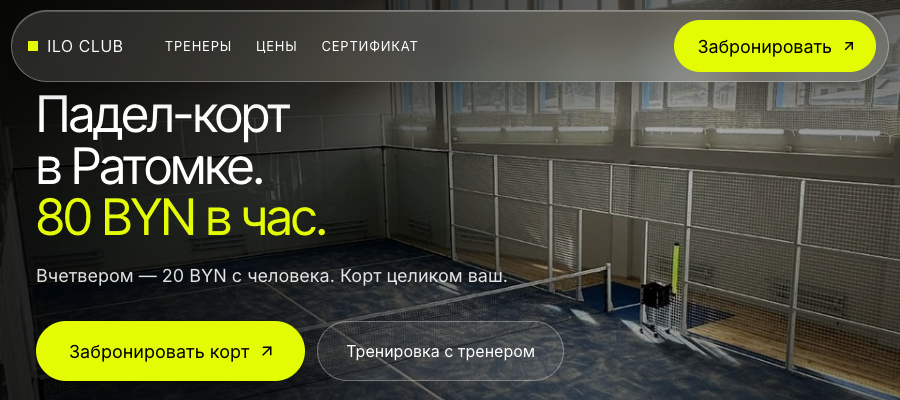 ILO CLUB
ТРЕНЕРЫ
ЦЕНЫ
СЕРТИФИКАТ
Забронировать
Падел-корт
в Ратомке.
80 BYN в час.
Вчетвером — 20 BYN с человека. Корт целиком ваш.
Забронировать корт
Тренировка с тренером